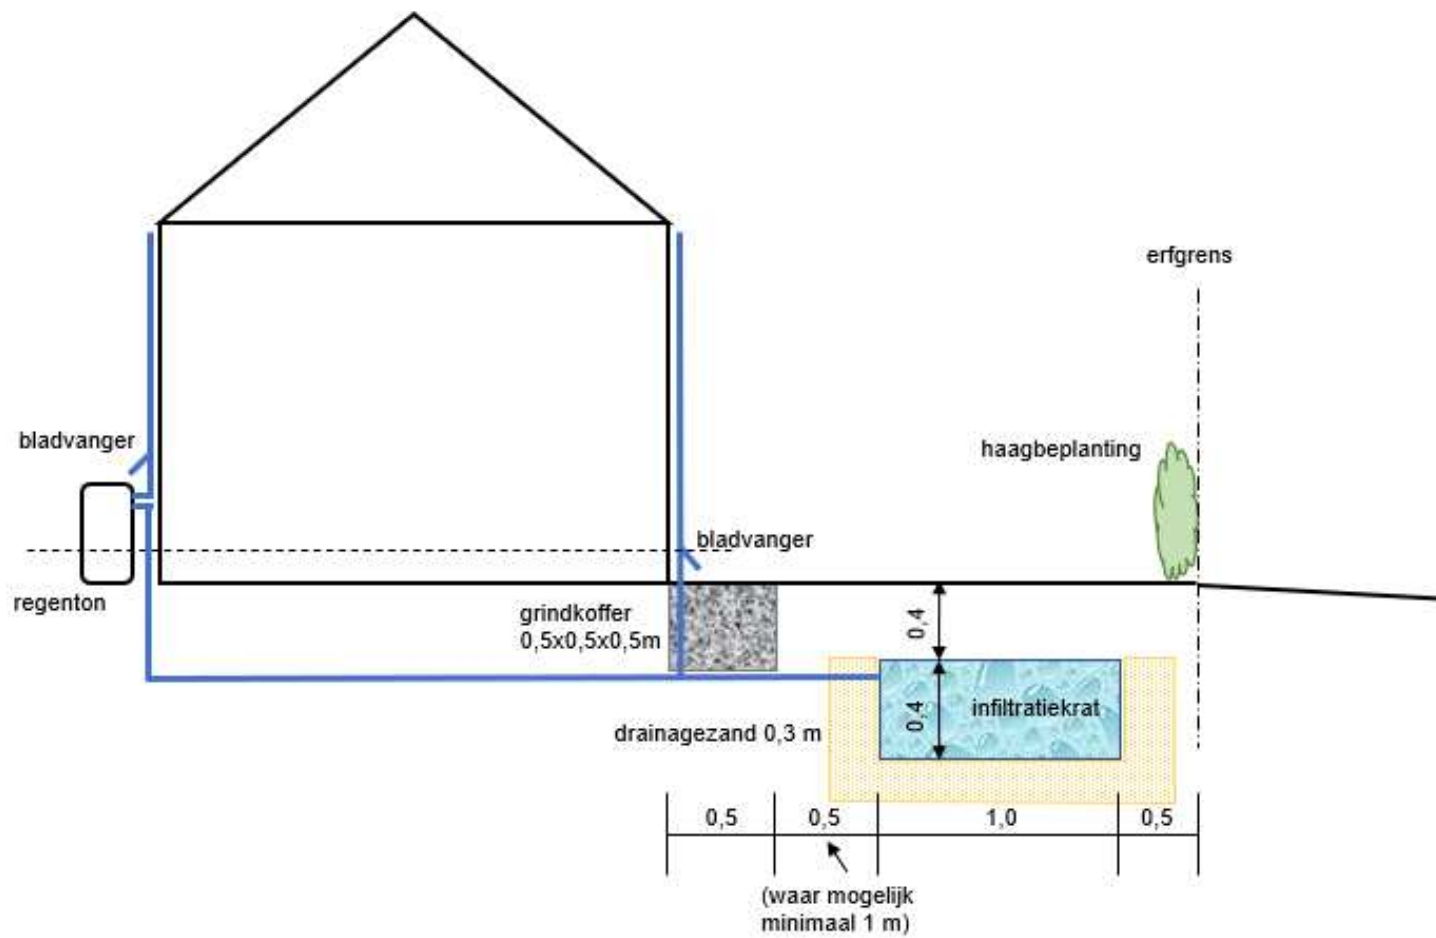 erfgrens
bladvanger
haagbeplanting
bladvanger
regenton
grindkoffer
0,5x0,5x0,5m
0,4
0,4
infiltratiekrat
drainagezand 0,3 m
0,5
0,5
1,0
0,5
(waar mogelijk
minimaal 1 m)